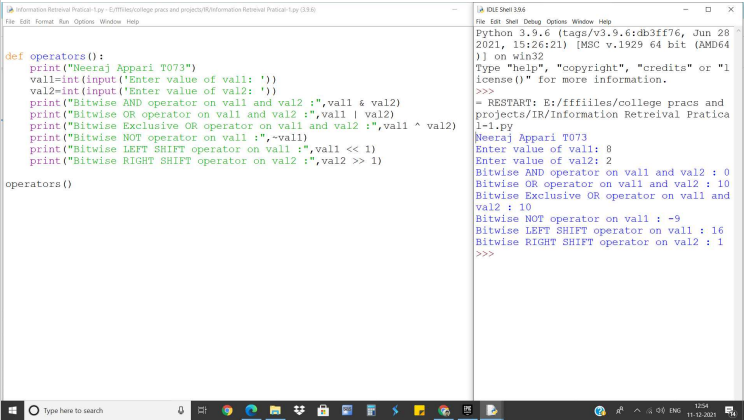 Information-Retreival Pratical-1.py - E:/fffiiles/college pracs and projects/IR/Information Retreival Pratical-1.py (3.9.6)
File Edit Format Run Options Window Help
def operators():
print("Neeraj Appari T073")
val1=int(input('Enter value of val1: '))
val2=int(input('Enter value of val2: '))
print("Bitwise AND operator on val1 and val2 :",val1 & val2)
print("Bitwise OR operator on val1 and val2 :",val1 | val2)
print("Bitwise Exclusive OR operator on val1 and val2 :",val1 ^ val2)
print("Bitwise NOT operator on val1 :",~val1)
print("Bitwise LEFT SHIFT operator on val1 :",val1 << 1)
print("Bitwise RIGHT SHIFT operator on val2 :",val2 >> 1)
operators()
IDLE Shell 3.9.6
File Edit Shell Debug Options Window Help
Python 3.9.6 (tags/v3.9.6:db3ff76, Jun 28
2021, 15:26:21) [MSC v.1929 64 bit (AMD64
)] on win32
Type "help", "copyright", "credits" or "l
icense()" for more information.
>>>
= RESTART: E:/fffiiles/college pracs and
projects/IR/Information Retreival Pratica
l-1.py
Neeraj Appari T073
Enter value of val1: 8
Enter value of val2: 2
Bitwise AND operator on val1 and val2 : 0
Bitwise OR operator on val1 and val2 : 10
Bitwise Exclusive OR operator on val1 and
val2 : 10
Bitwise NOT operator on val1 : -9
Bitwise LEFT SHIFT operator on val1 : 16
Bitwise RIGHT SHIFT operator on val2 : 1
>>>
Type here to search
ENG
12:54
11-12-2021